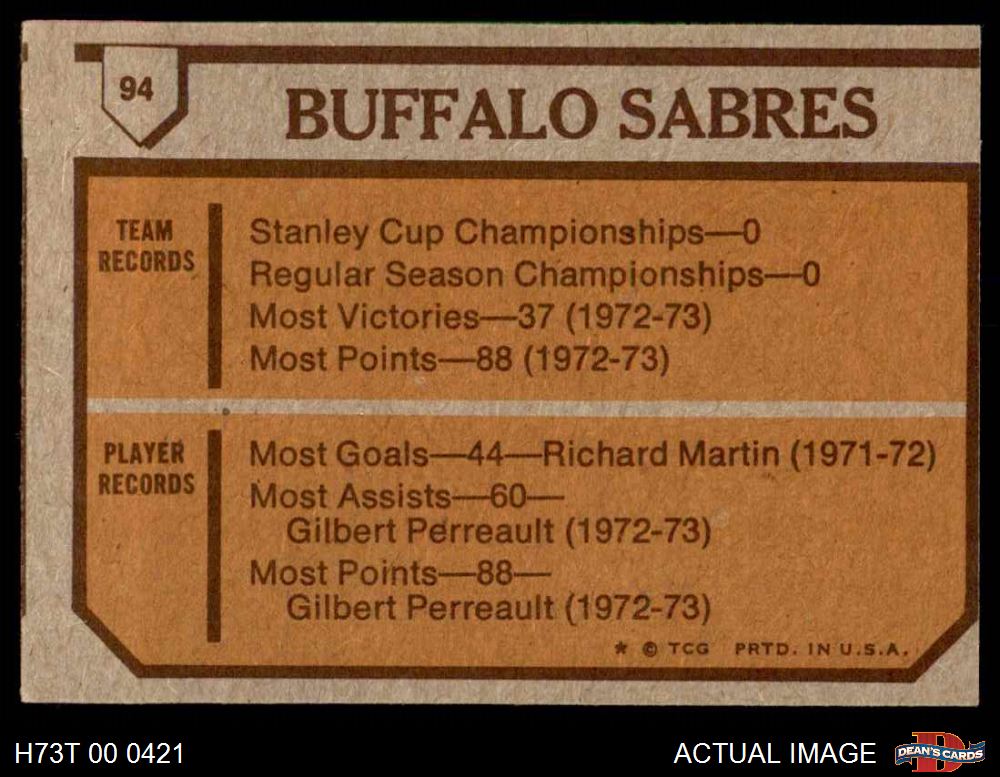 94
BUFFALO SABRES
TEAM
RECORDS
Stanley Cup Championships—0
Regular Season Championships—0
Most Victories—37 (1972-73)
Most Points—88 (1972-73)
PLAYER
RECORDS
Most Goals—44—Richard Martin (1971-72)
Most Assists—60—
Gilbert Perreault (1972-73)
Most Points—88—
Gilbert Perreault (1972-73)
* © TCG PRTD. IN U.S.A.
H73T 00 0421
ACTUAL IMAGE
D
DEAN'S CARDS